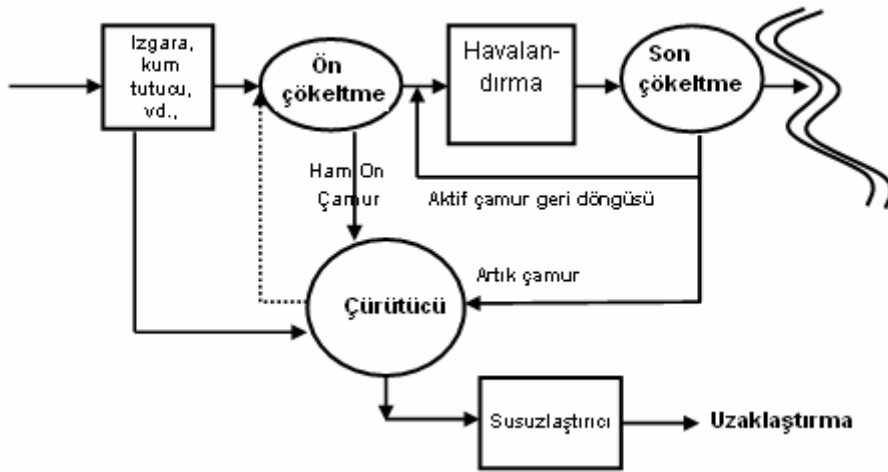 Izgara,
kum
tutucu,
vd.,
Ön
çökeltme
Havalan-
dırma
Son
çökeltme
Ham Ön
Çamur
Aktif çamur geri döngüsü
Artık çamur
Çürütücü
Susuzlaştırıcı
Uzaklaştırma